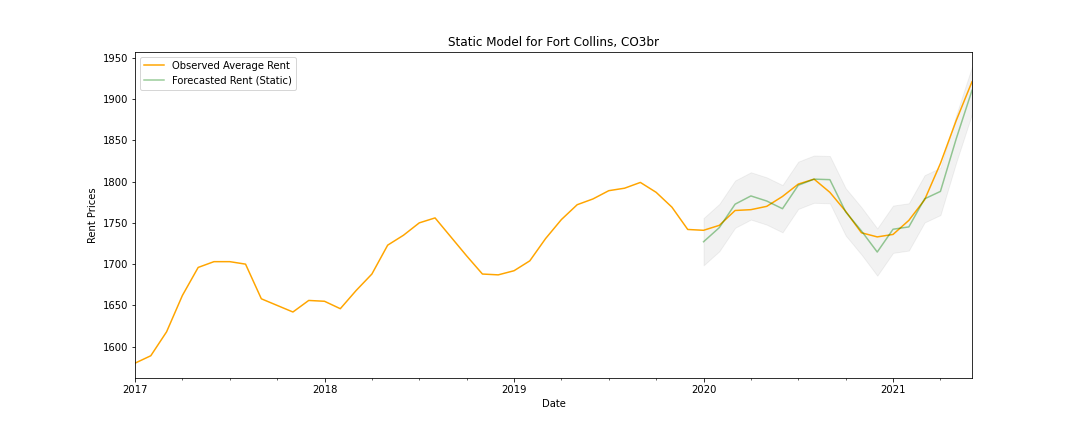 Static Model for Fort Collins, CO3br
Observed Average Rent
Forecasted Rent (Static)
1950
1900
1850
1800
1750
1700
1650
1600
Rent Prices
2017
2018
2019
2020
2021
Date